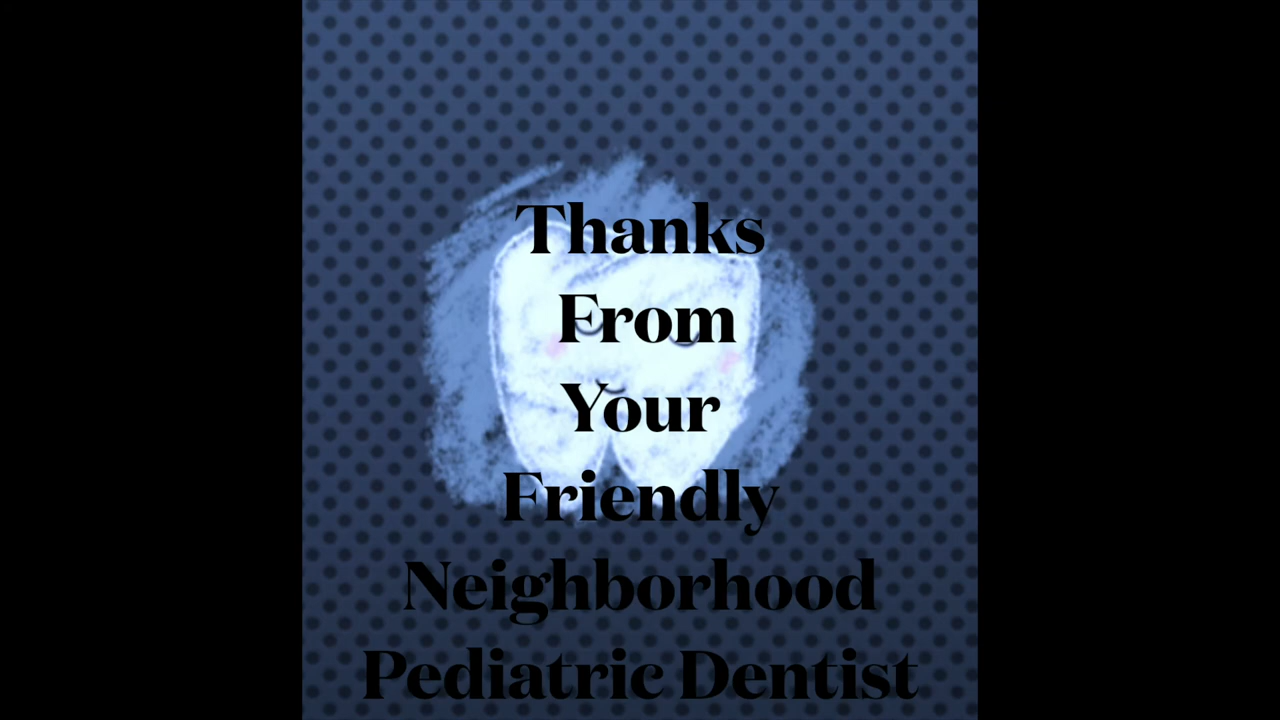 Thanks
From
Your
Friendly
Neighborhood
Pediatric Dentist